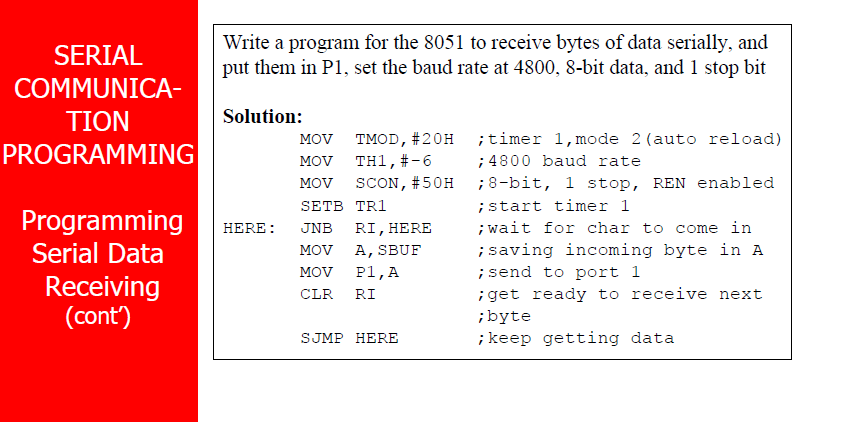 SERIAL
COMMUNICA-
TION
PROGRAMMING
Programming
Serial Data
Receiving
(cont’)
Write a program for the 8051 to receive bytes of data serially, and
put them in P1, set the baud rate at 4800, 8-bit data, and 1 stop bit
Solution:
MOV TMOD,#20H ;timer 1,mode 2(auto reload)
MOV TH1,#-6 ;4800 baud rate
MOV SCON,#50H ;8-bit, 1 stop, REN enabled
SETB TR1 ;start timer 1
HERE: JNB RI,HERE ;wait for char to come in
MOV A,SBUF ;saving incoming byte in A
MOV P1,A ;send to port 1
CLR RI ;get ready to receive next
;byte
SJMP HERE ;keep getting data